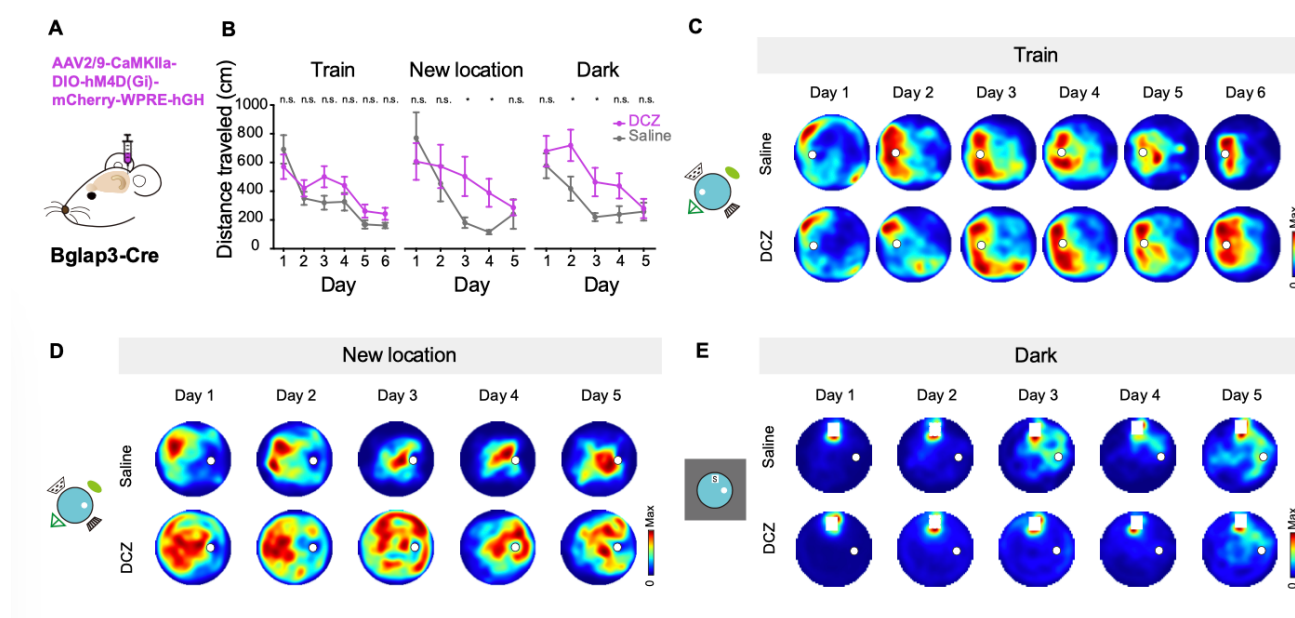 A
AAV2/9-CaMKIIa-
DIO-hM4D(Gi)-
mCherry-WPRE-hGH
Bglap3-Cre
B
Train
New location
Dark
n.s. n.s. n.s. n.s. n.s. n.s.
n.s. n.s. * * n.s.
n.s. * * n.s. n.s.
DCZ
Saline
Distance traveled (cm)
1000
800
600
400
200
0
1 2 3 4 5 6
1 2 3 4 5
1 2 3 4 5
Day
Day
Day
C
Train
Day 1 Day 2 Day 3 Day 4 Day 5 Day 6
Saline
DCZ
Max
0
D
New location
Day 1 Day 2 Day 3 Day 4 Day 5
Saline
DCZ
Max
0
E
Dark
Day 1 Day 2 Day 3 Day 4 Day 5
Saline
S
DCZ
Max
0